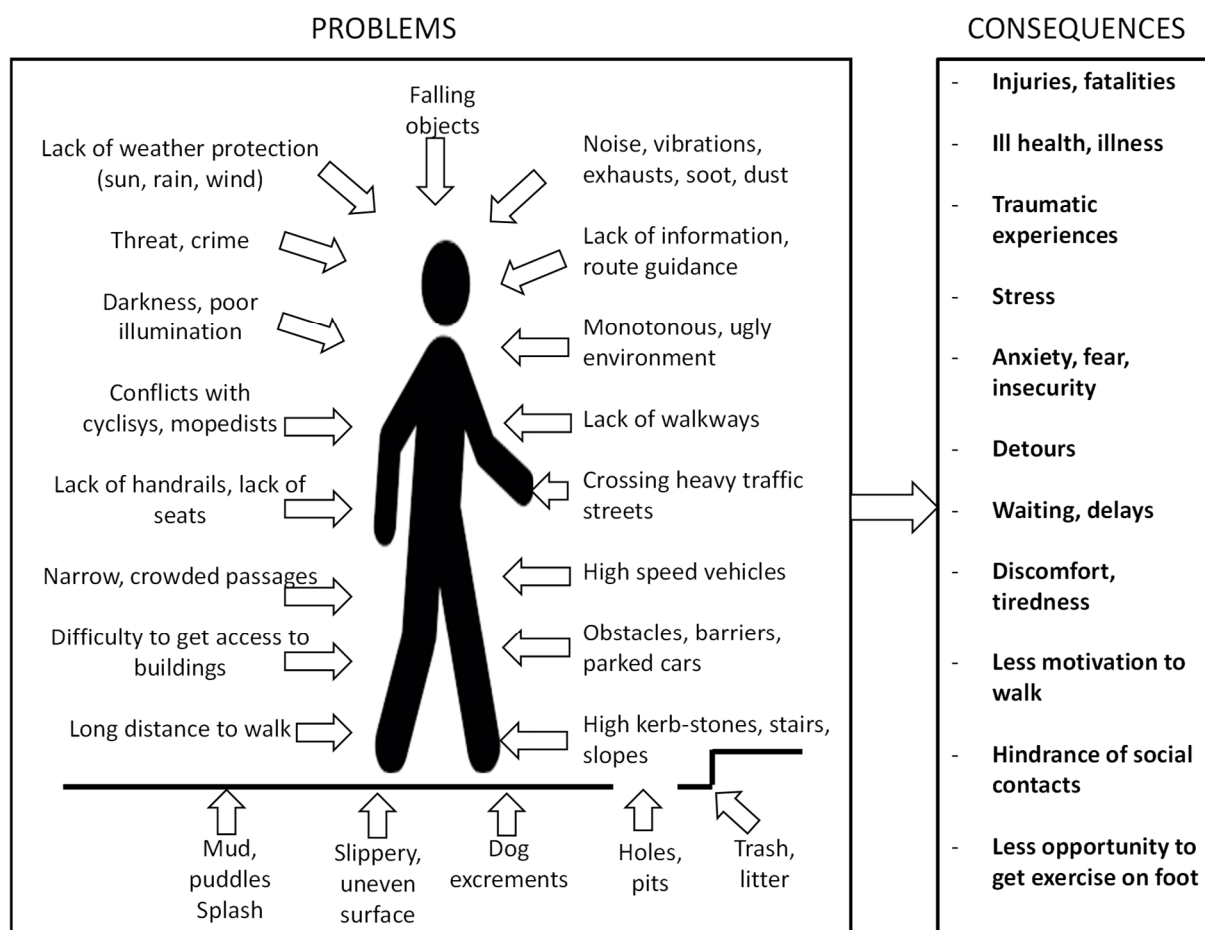 PROBLEMS
Falling
objects
Lack of weather protection
(sun, rain, wind)
Threat, crime
Darkness, poor
illumination
Conflicts with
cyclisys, mopedists
Lack of handrails, lack of
seats
Narrow, crowded passages
Difficulty to get access to
buildings
Long distance to walk
Noise, vibrations,
exhausts, soot, dust
Lack of information,
route guidance
Monotonous, ugly
environment
Lack of walkways
Crossing heavy traffic
streets
High speed vehicles
Obstacles, barriers,
parked cars
High kerb-stones, stairs,
slopes
Mud,
puddles
Splash
Slippery,
uneven
surface
Dog
excrements
Holes,
pits
Trash,
litter
CONSEQUENCES
- Injuries, fatalities
- Ill health, illness
- Traumatic
experiences
- Stress
- Anxiety, fear,
insecurity
- Detours
- Waiting, delays
- Discomfort,
tiredness
- Less motivation to
walk
- Hindrance of social
contacts
- Less opportunity to
get exercise on foot